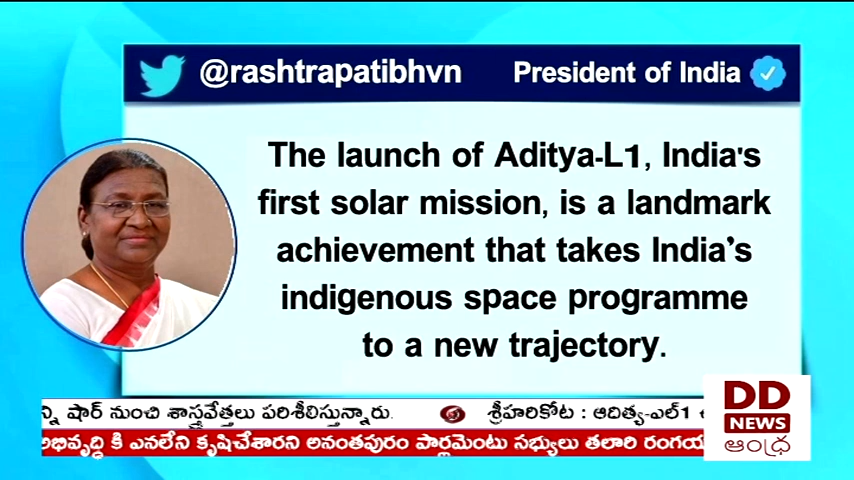 @rashtrapatibhvn President of India
The launch of Aditya-L1, India's
first solar mission, is a landmark
achievement that takes India's
indigenous space programme
to a new trajectory.
న్ని షార్ నుంచి శాస్త్రవేత్తలు పరిశీలిస్తున్నారు. శ్రీహరికోట : ఆదిత్య-ఎల్1
అభివృద్ధి కి ఎనలేని కృషిచేశారని అనంతపురం పార్లమెంటు సభ్యులు తలారి రంగయ
DD
NEWS
ఆంధ్ర